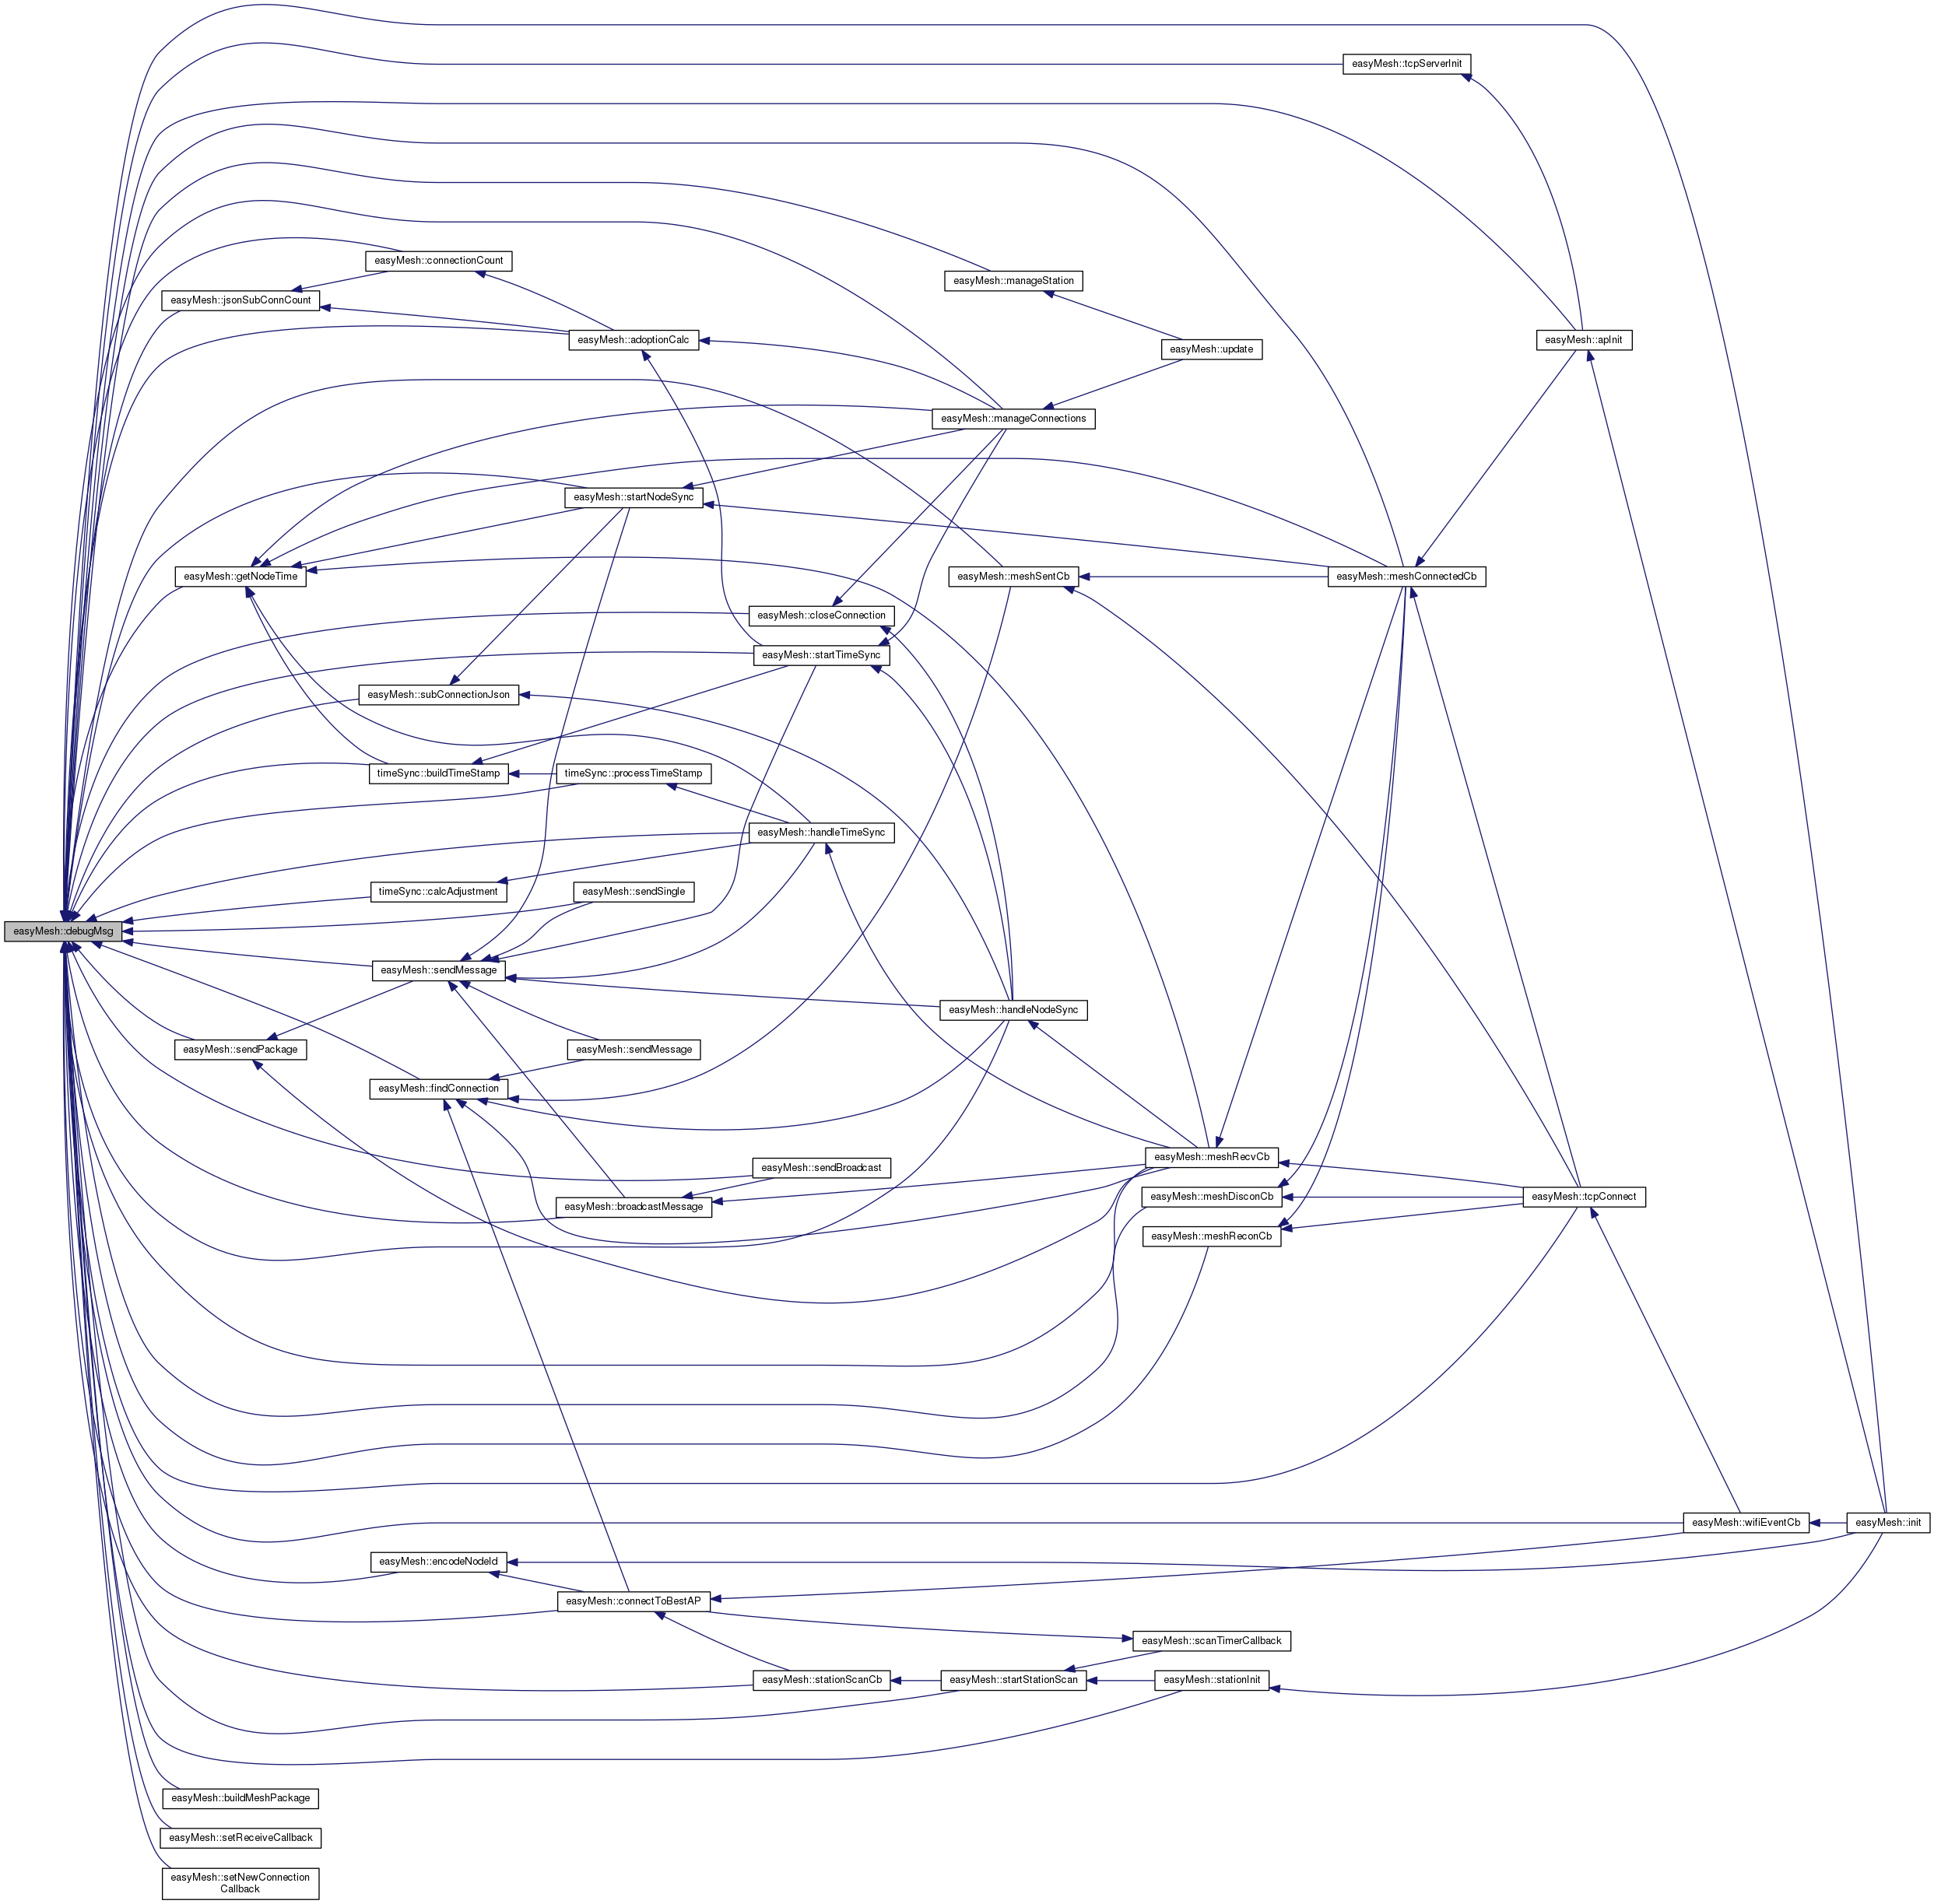 easyMesh::tcpServerInit
easyMesh::connectionCount
easyMesh::manageStation
easyMesh::jsonSubConnCount
easyMesh::adoptionCalc
easyMesh::apInit
easyMesh::update
easyMesh::manageConnections
easyMesh::startNodeSync
easyMesh::getNodeTime
easyMesh::meshSentCb
easyMesh::meshConnectedCb
easyMesh::closeConnection
easyMesh::startTimeSync
easyMesh::subConnectionJson
timeSync::buildTimeStamp
timeSync::processTimeStamp
easyMesh::handleTimeSync
timeSync::calcAdjustment
easyMesh::sendSingle
easyMesh::debugMsg
easyMesh::sendMessage
easyMesh::handleNodeSync
easyMesh::sendPackage
easyMesh::sendMessage
easyMesh::findConnection
easyMesh::meshRecvCb
easyMesh::sendBroadcast
easyMesh::meshDisconCb
easyMesh::tcpConnect
easyMesh::broadcastMessage
easyMesh::meshReconCb
easyMesh::wifiEventCb
easyMesh::init
easyMesh::encodeNodeId
easyMesh::connectToBestAP
easyMesh::scanTimerCallback
easyMesh::stationScanCb
easyMesh::startStationScan
easyMesh::stationInit
easyMesh::buildMeshPackage
easyMesh::setReceiveCallback
easyMesh::setNewConnection
Callback